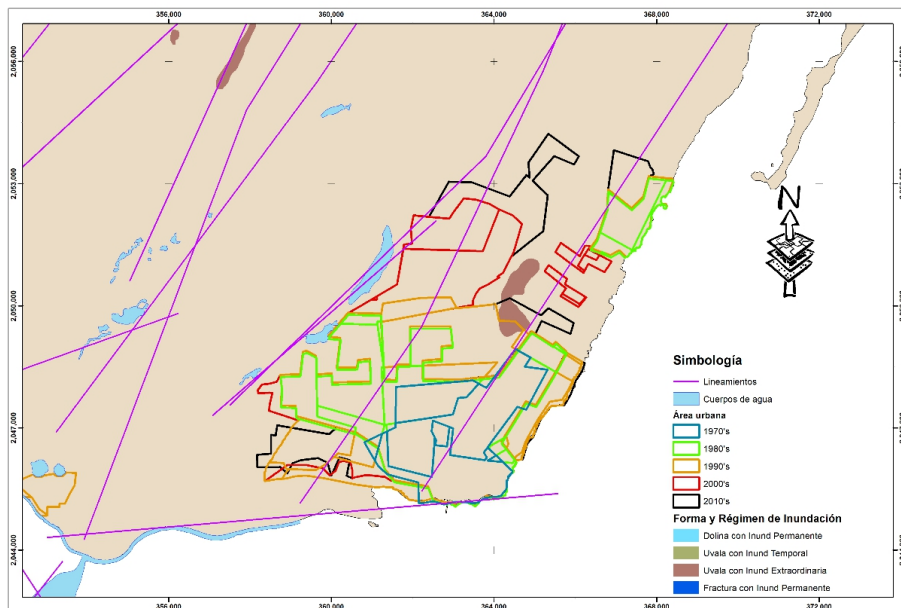 356,000 360,000 364,000 368,000 372,000
2,056,000
2,053,000
2,050,000
2,047,000
2,044,000
N
Simbología
Lineamientos
Cuerpos de agua
Área urbana
1970's
1980's
1990's
2000's
2010's
Forma y Régimen de Inundación
Dolina con Inund Permanente
Uvala con Inund Temporal
Uvala con Inund Extraordinaria
Fractura con Inund Permanente
356,000 360,000 364,000 368,000 372,000